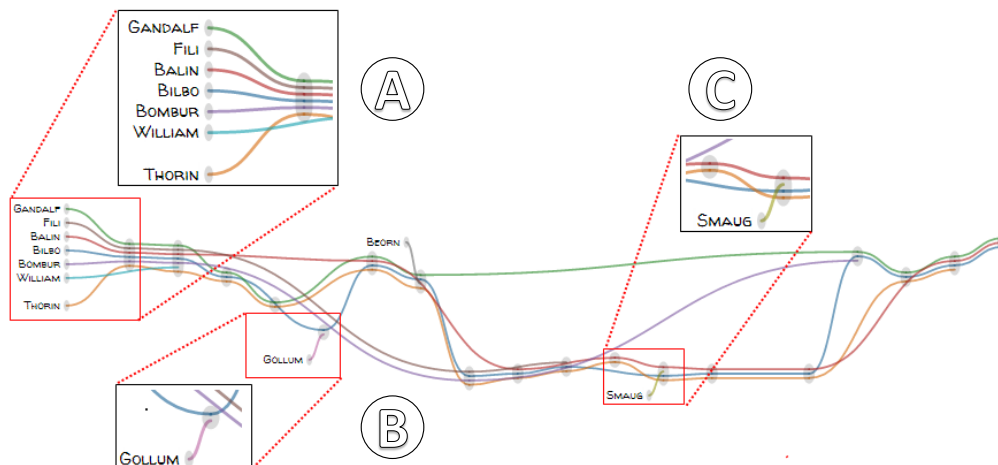 GANDALF
FILI
BALIN
BILBO
BOMBUR
WILLIAM
THORIN
A
C
SMAUG
GANDALF
FILI
BALIN
BILBO
BOMBUR
WILLIAM
THORIN
BEORN
GOLLUM
SMAUG
B
GOLLUM